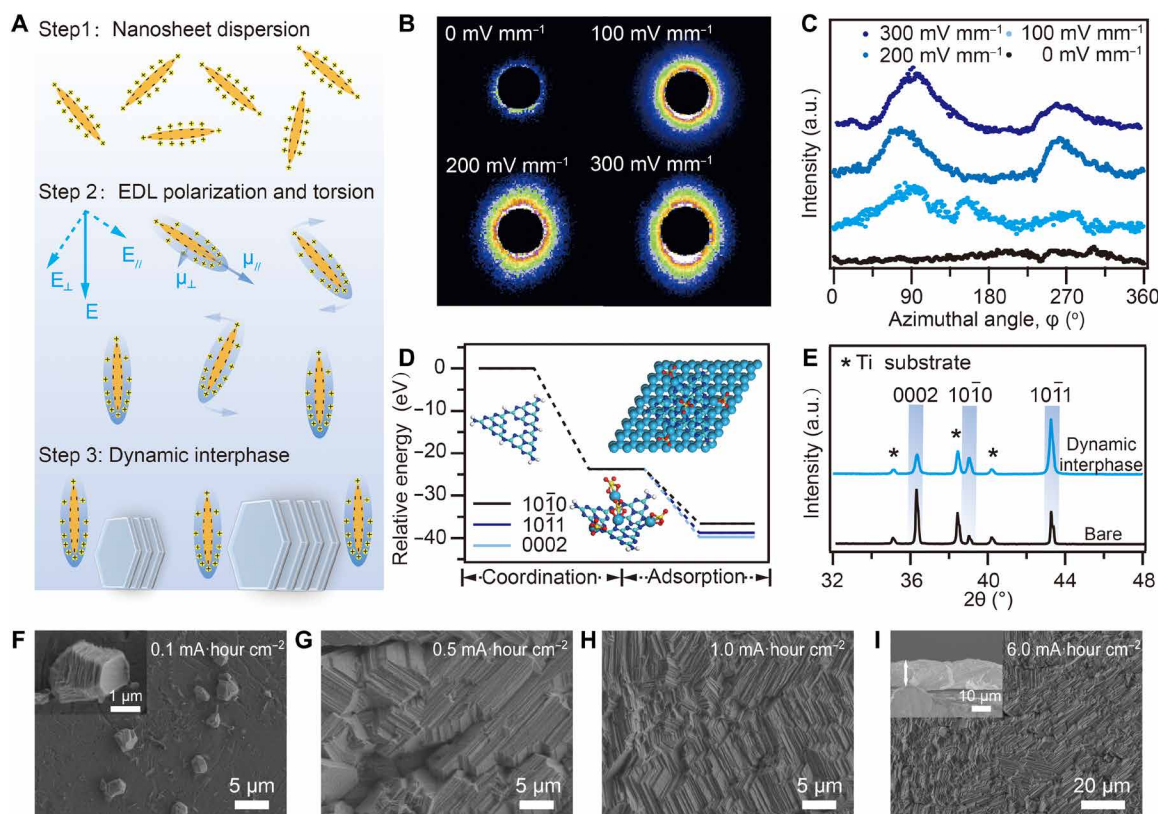 A
Step1: Nanosheet dispersion
Step 2: EDL polarization and torsion
E//
E⊥
E
μ⊥
μ//
Step 3: Dynamic interphase
B
0 mV mm⁻¹
100 mV mm⁻¹
200 mV mm⁻¹
300 mV mm⁻¹
C
300 mV mm⁻¹
100 mV mm⁻¹
200 mV mm⁻¹
0 mV mm⁻¹
Intensity (a.u.)
0
90
180
270
360
Azimuthal angle, φ (°)
D
Relative energy (eV)
0
−10
−20
−30
−40
101̄0
101̄1
0002
Coordination
Adsorption
E
* Ti substrate
0002
101̄0
101̄1
*
*
*
Dynamic
interphase
Bare
Intensity (a.u.)
32
36
40
44
48
2θ (°)
F
0.1 mA·hour cm⁻²
1 μm
5 μm
G
0.5 mA·hour cm⁻²
5 μm
H
1.0 mA·hour cm⁻²
5 μm
I
6.0 mA·hour cm⁻²
10 μm
20 μm